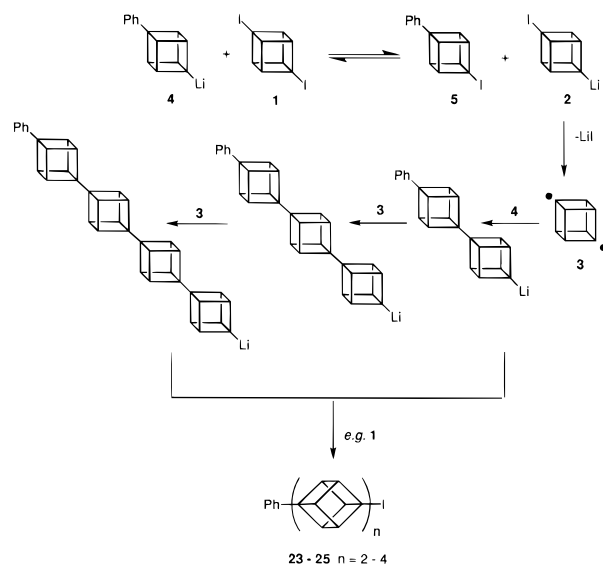 Ph I Ph I
+ +
Li I I Li
4 1 5 2
-LiI
Ph
Ph
Ph
3 3 4
3
Li
Li
Li
e.g. 1
Ph ( ) I
n
23 - 25 n = 2 - 4